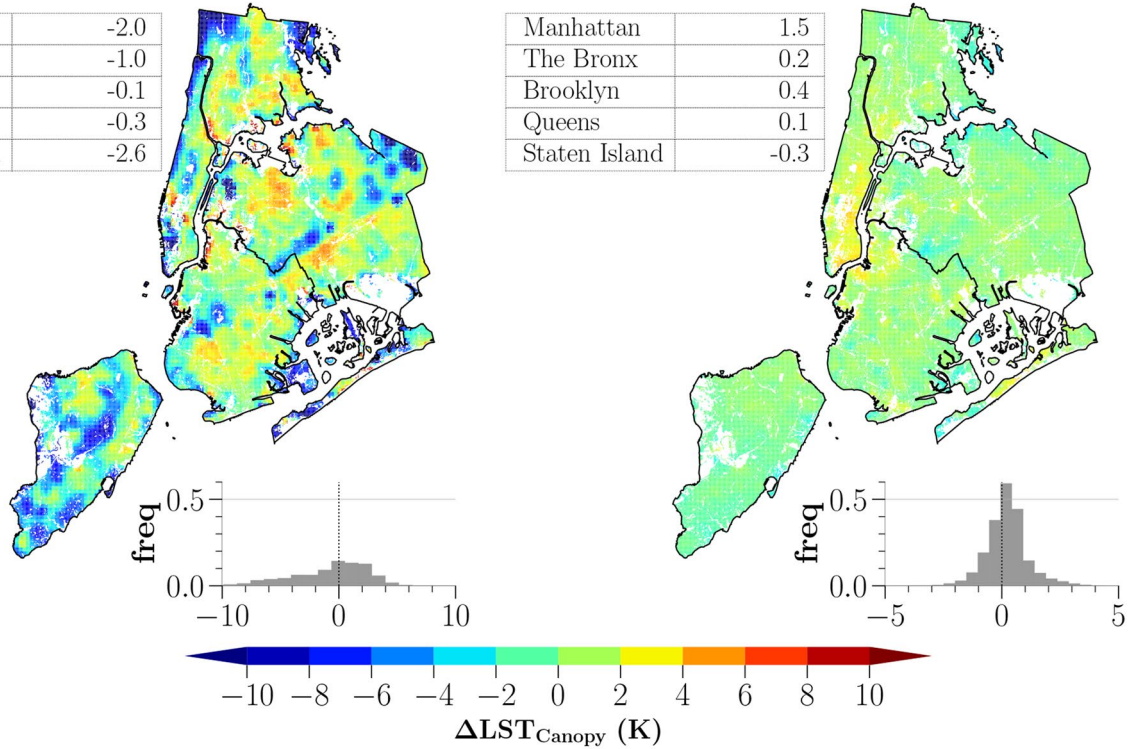 -2.0
-1.0
-0.1
-0.3
-2.6
Manhattan 1.5
The Bronx 0.2
Brooklyn 0.4
Queens 0.1
Staten Island -0.3
freq
0.5
0.0
−10 0 10
freq
0.5
0.0
−5 0 5
−10 −8 −6 −4 −2 0 2 4 6 8 10
ΔLST_Canopy (K)